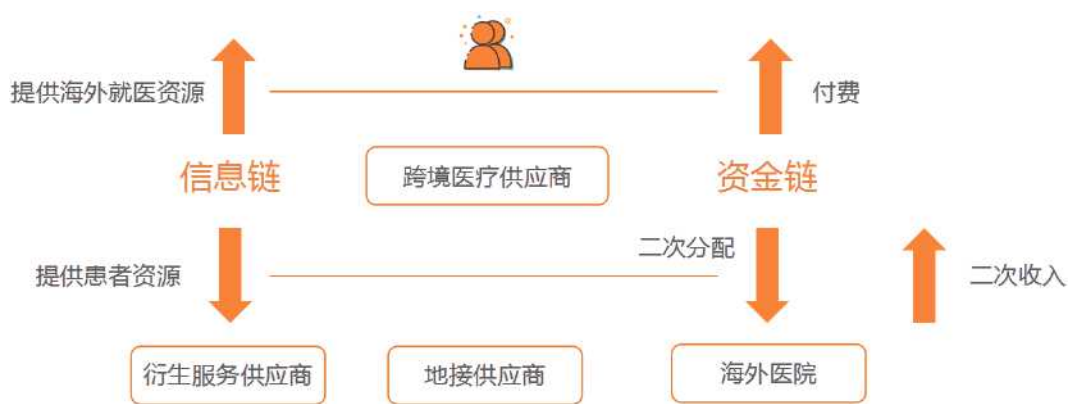 提供海外就医资源
付费
信息链
跨境医疗供应商
资金链
二次分配
提供患者资源
二次收入
衍生服务供应商
地接供应商
海外医院